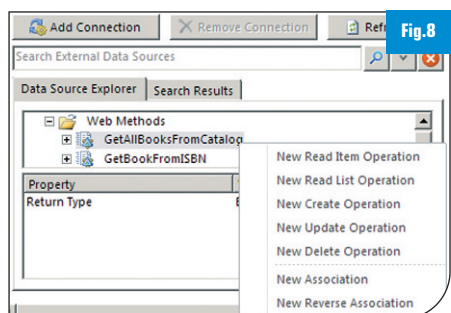 Add Connection Remove Connection Refr Fig.8
Search External Data Sources
Data Source Explorer Search Results
Web Methods
GetAllBooksFromCatalog
GetBookFromISBN
New Read Item Operation
New Read List Operation
Property
Return Type
New Create Operation
New Update Operation
New Delete Operation
New Association
New Reverse Association